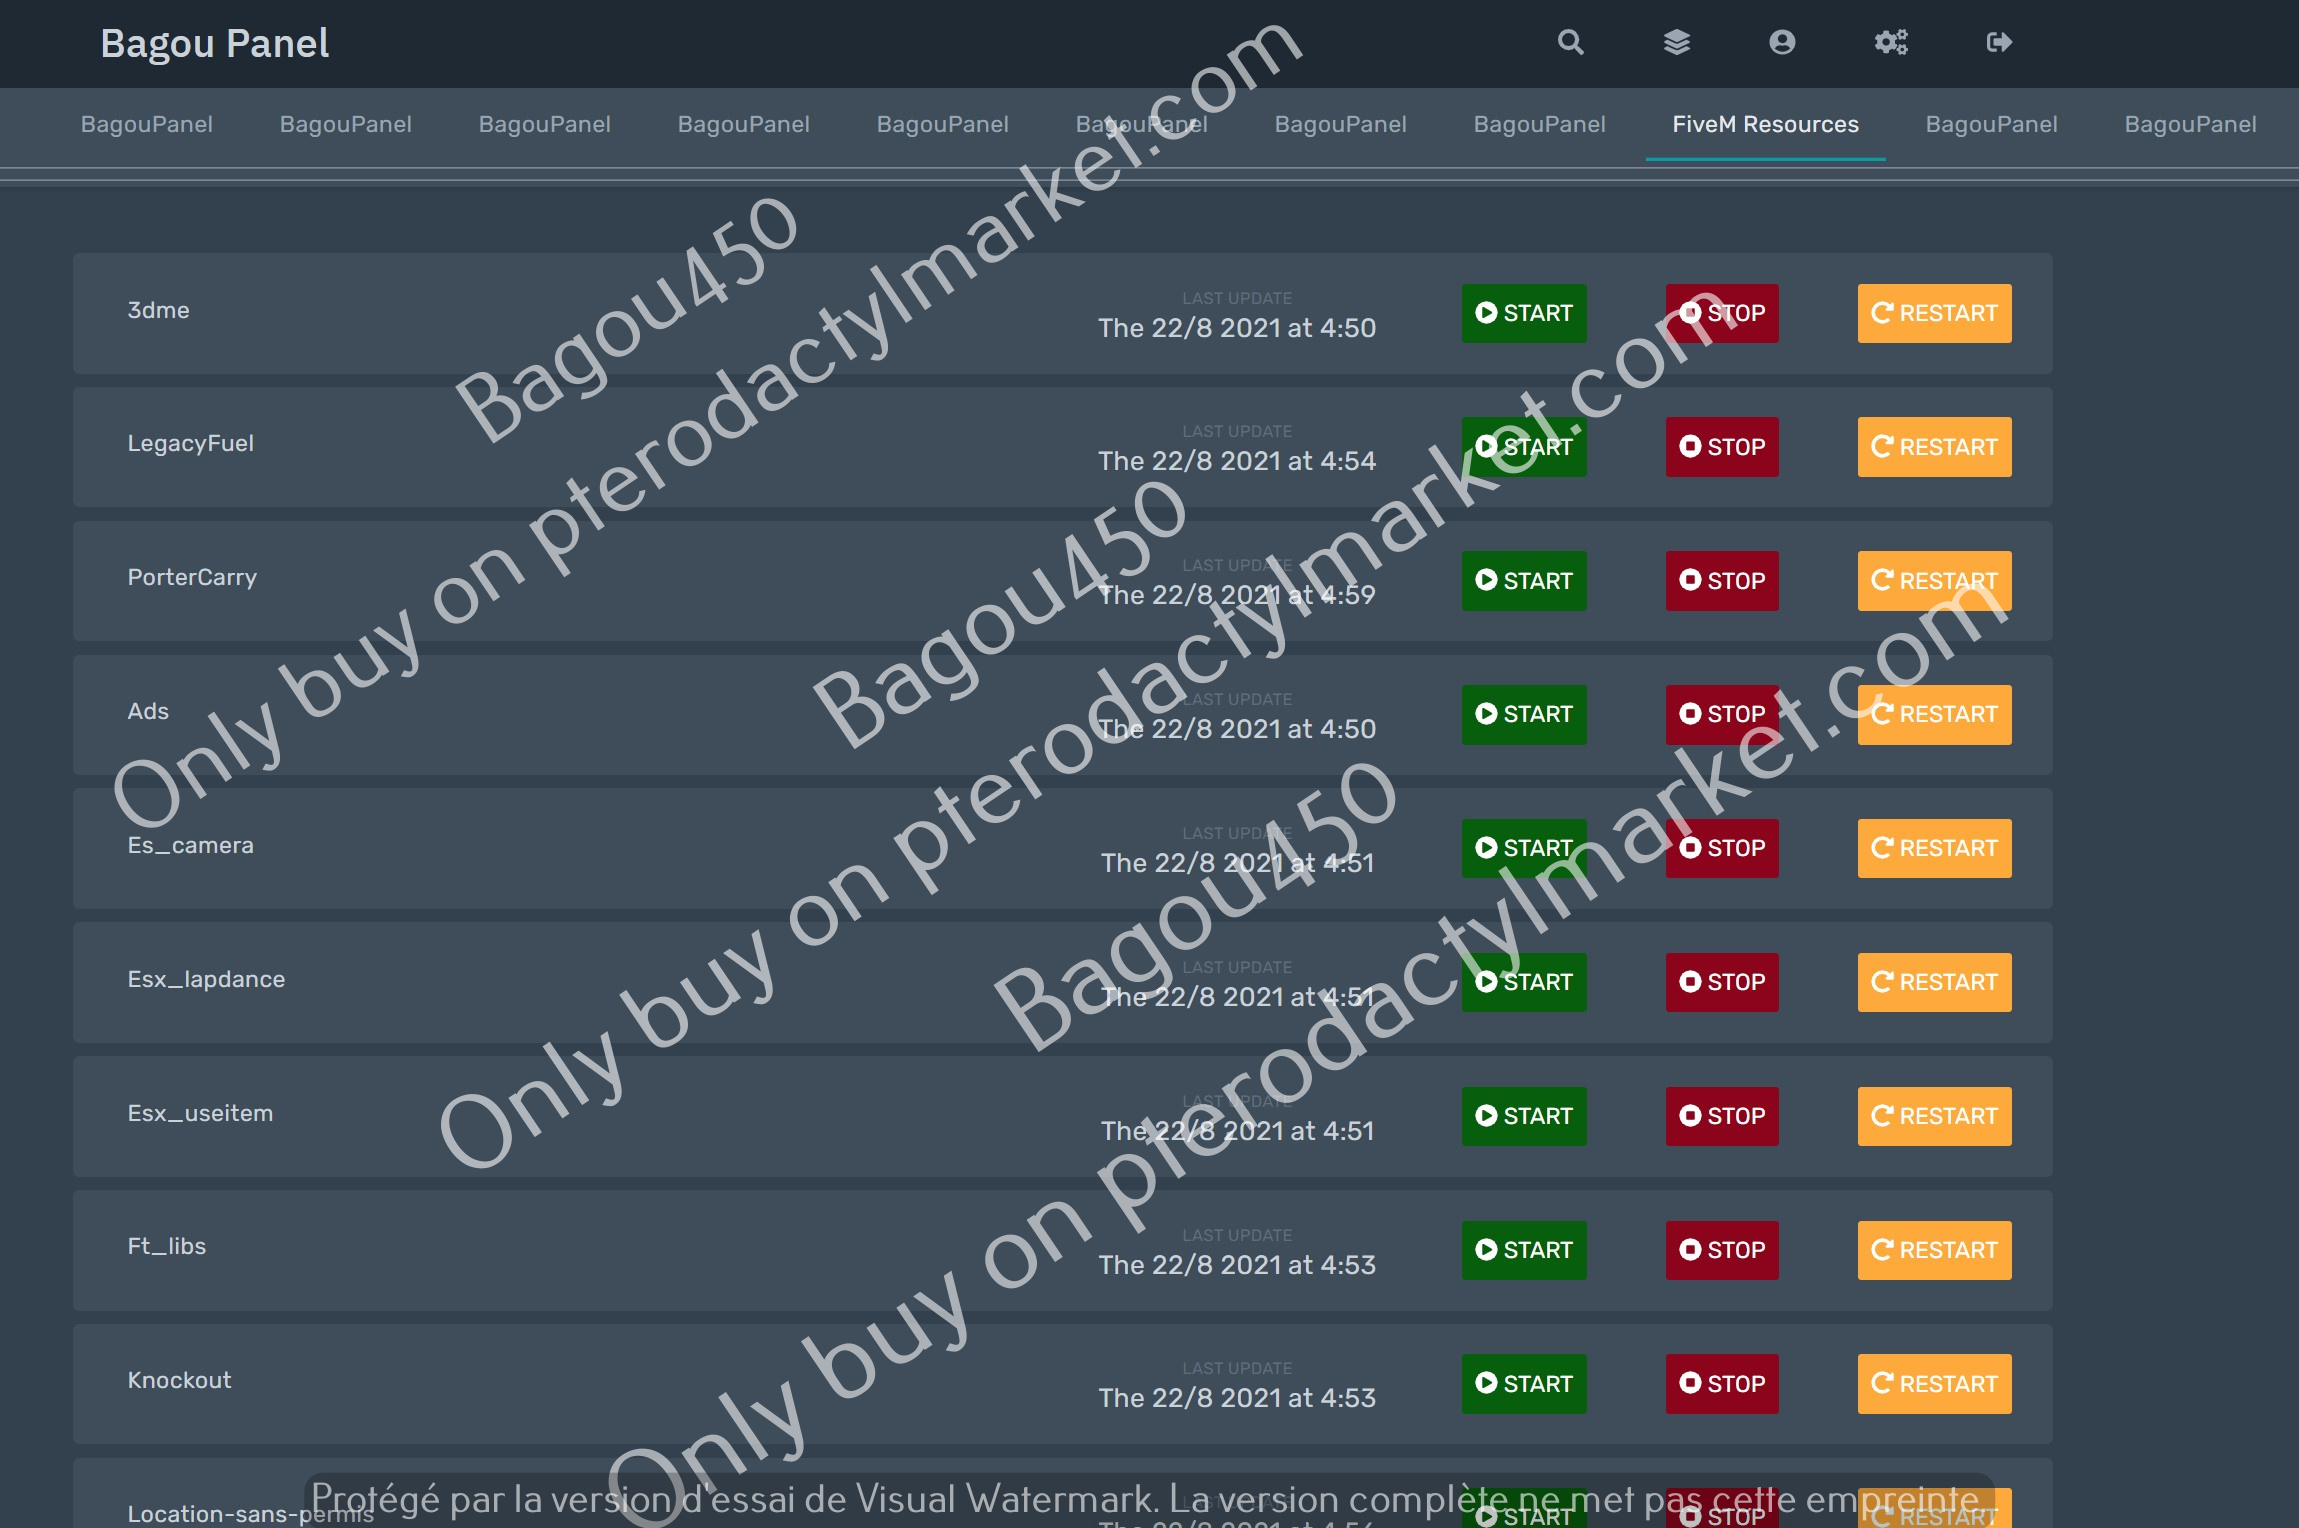 Bagou Panel
BagouPanel BagouPanel BagouPanel BagouPanel BagouPanel BagouPanel BagouPanel BagouPanel FiveM Resources BagouPanel BagouPanel
3dme
LAST UPDATE
The 22/8 2021 at 4:50
START STOP RESTART
LegacyFuel
LAST UPDATE
The 22/8 2021 at 4:54
START STOP RESTART
PorterCarry
LAST UPDATE
The 22/8 2021 at 4:59
START STOP RESTART
Ads
LAST UPDATE
The 22/8 2021 at 4:50
START STOP RESTART
Es_camera
LAST UPDATE
The 22/8 2021 at 4:51
START STOP RESTART
Esx_lapdance
LAST UPDATE
The 22/8 2021 at 4:51
START STOP RESTART
Esx_useitem
LAST UPDATE
The 22/8 2021 at 4:51
START STOP RESTART
Ft_libs
LAST UPDATE
The 22/8 2021 at 4:53
START STOP RESTART
Knockout
LAST UPDATE
The 22/8 2021 at 4:53
START STOP RESTART
Location-sans-permis
START STOP RESTART
Bagou450
Only buy on pterodactylmarket.com
Bagou450
Only buy on pterodactylmarket.com
Bagou450
Only buy on pterodactylmarket.com
Protégé par la version d'essai de Visual Watermark. La version complète ne met pas cette empreinte.